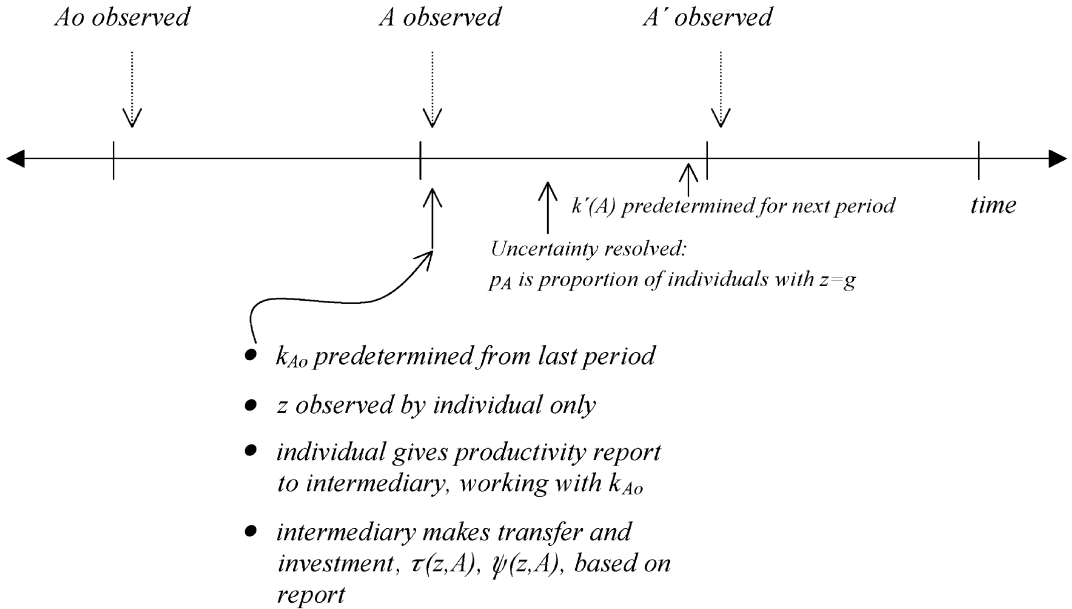 Ao observed
A observed
A´ observed
k´(A) predetermined for next period
time
Uncertainty resolved:
pA is proportion of individuals with z=g
• kAo predetermined from last period
• z observed by individual only
• individual gives productivity report
to intermediary, working with kAo
• intermediary makes transfer and
investment, τ(z,A), ψ(z,A), based on
report